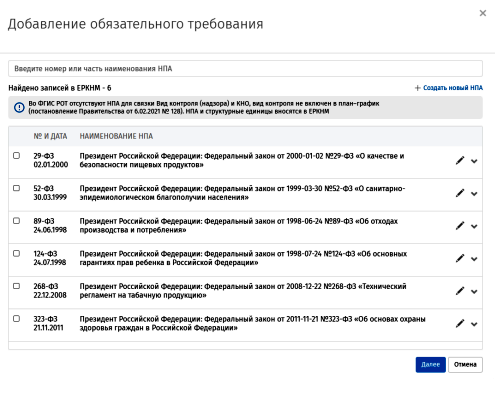 Добавление обязательного требования
×
Введите номер или часть наименования НПА
Найдено записей в ЕРКНМ - 6
+ Создать новый НПА
Во ФГИС РОТ отсутствуют НПА для связки Вид контроля (надзора) и КНО, вид контроля не включен в план-график
(постановление Правительства от 6.02.2021 № 128). НПА и структурные единицы вносятся в ЕРКНМ
№ И ДАТА НАИМЕНОВАНИЕ НПА
29-ФЗ
02.01.2000
Президент Российской Федерации: Федеральный закон от 2000-01-02 №29-ФЗ «О качестве и
безопасности пищевых продуктов»
52-ФЗ
30.03.1999
Президент Российской Федерации: Федеральный закон от 1999-03-30 №52-ФЗ «О санитарно-
эпидемиологическом благополучии населения»
89-ФЗ
24.06.1998
Президент Российской Федерации: Федеральный закон от 1998-06-24 №89-ФЗ «Об отходах
производства и потребления»
124-ФЗ
24.07.1998
Президент Российской Федерации: Федеральный закон от 1998-07-24 №124-ФЗ «Об основных
гарантиях прав ребенка в Российской Федерации»
268-ФЗ
22.12.2008
Президент Российской Федерации: Федеральный закон от 2008-12-22 №268-ФЗ «Технический
регламент на табачную продукцию»
323-ФЗ
21.11.2011
Президент Российской Федерации: Федеральный закон от 2011-11-21 №323-ФЗ «Об основах охраны
здоровья граждан в Российской Федерации»
Далее
Отмена